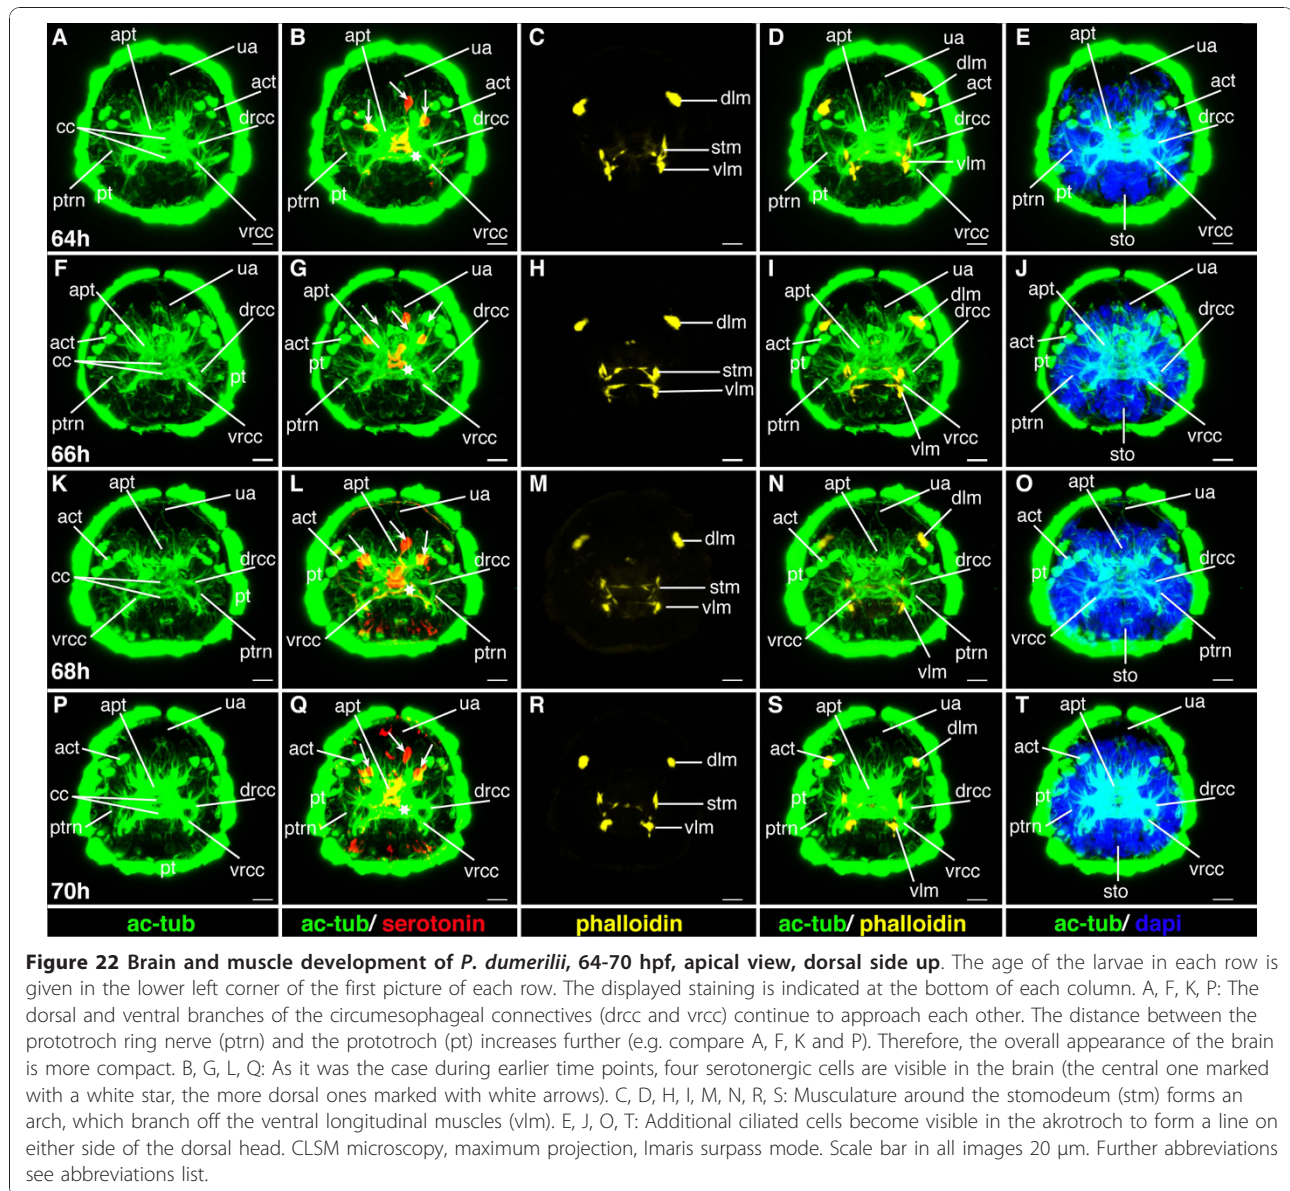 A
apt
ua
act
drcc
cc
ptrn
pt
vrcc
64h
B
apt
ua
act
drcc
ptrn
pt
vrcc
C
dlm
stm
vlm
D
apt
ua
dlm
act
drcc
vlm
ptrn
pt
vrcc
E
ua
act
drcc
ptrn
pt
vrcc
sto
F
ua
apt
drcc
act
cc
pt
ptrn
vrcc
66h
G
ua
apt
drcc
act
pt
ptrn
vrcc
H
dlm
stm
vlm
I
ua
apt
dlm
drcc
act
pt
ptrn
vrcc
vlm
J
ua
apt
drcc
act
pt
ptrn
vrcc
sto
K
apt
ua
act
drcc
cc
pt
vrcc
ptrn
68h
L
apt
ua
act
drcc
pt
vrcc
ptrn
M
dlm
stm
vlm
N
apt
ua
dlm
act
drcc
pt
vrcc
ptrn
vlm
O
apt
ua
act
drcc
pt
vrcc
ptrn
sto
P
apt
ua
act
cc
drcc
ptrn
vrcc
pt
70h
Q
apt
ua
act
drcc
pt
ptrn
vrcc
R
dlm
stm
vlm
S
apt
ua
dlm
act
drcc
pt
ptrn
vrcc
vlm
T
apt
ua
act
drcc
pt
ptrn
vrcc
sto
ac-tub
ac-tub/ serotonin
phalloidin
ac-tub/ phalloidin
ac-tub/ dapi
Figure 22 Brain and muscle development of P. dumerilii, 64-70 hpf, apical view, dorsal side up. The age of the larvae in each row is
given in the lower left corner of the first picture of each row. The displayed staining is indicated at the bottom of each column. A, F, K, P: The
dorsal and ventral branches of the circumesophageal connectives (drcc and vrcc) continue to approach each other. The distance between the
prototroch ring nerve (ptrn) and the prototroch (pt) increases further (e.g. compare A, F, K and P). Therefore, the overall appearance of the brain
is more compact. B, G, L, Q: As it was the case during earlier time points, four serotonergic cells are visible in the brain (the central one marked
with a white star, the more dorsal ones marked with white arrows). C, D, H, I, M, N, R, S: Musculature around the stomodeum (stm) forms an
arch, which branch off the ventral longitudinal muscles (vlm). E, J, O, T: Additional ciliated cells become visible in the akrotroch to form a line on
either side of the dorsal head. CLSM microscopy, maximum projection, Imaris surpass mode. Scale bar in all images 20 μm. Further abbreviations
see abbreviations list.